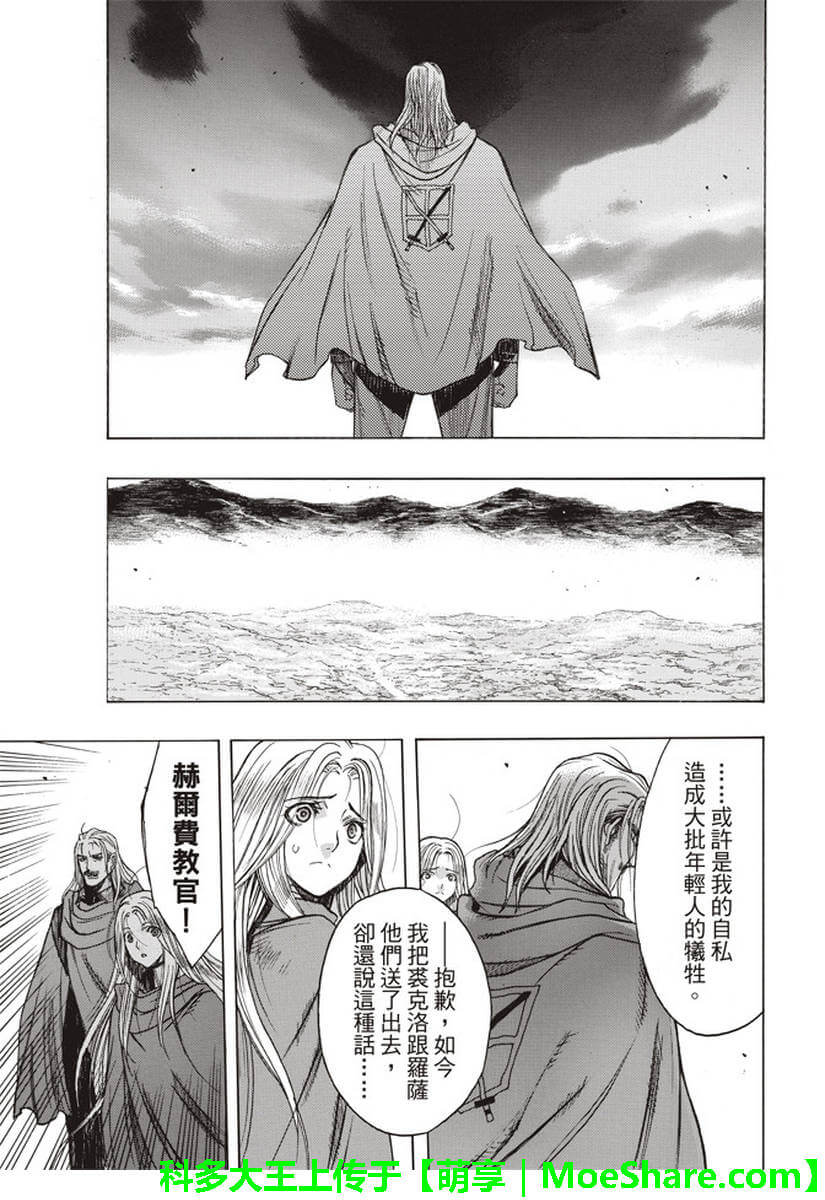 ……或許是我的自私
造成大批年輕人的犧牲。
——抱歉，如今
我把裘克洛跟羅薩
他們送了出去，
卻還說這種話……
赫爾費教官！
科多大王上传于【萌享 | MoeShare.com】